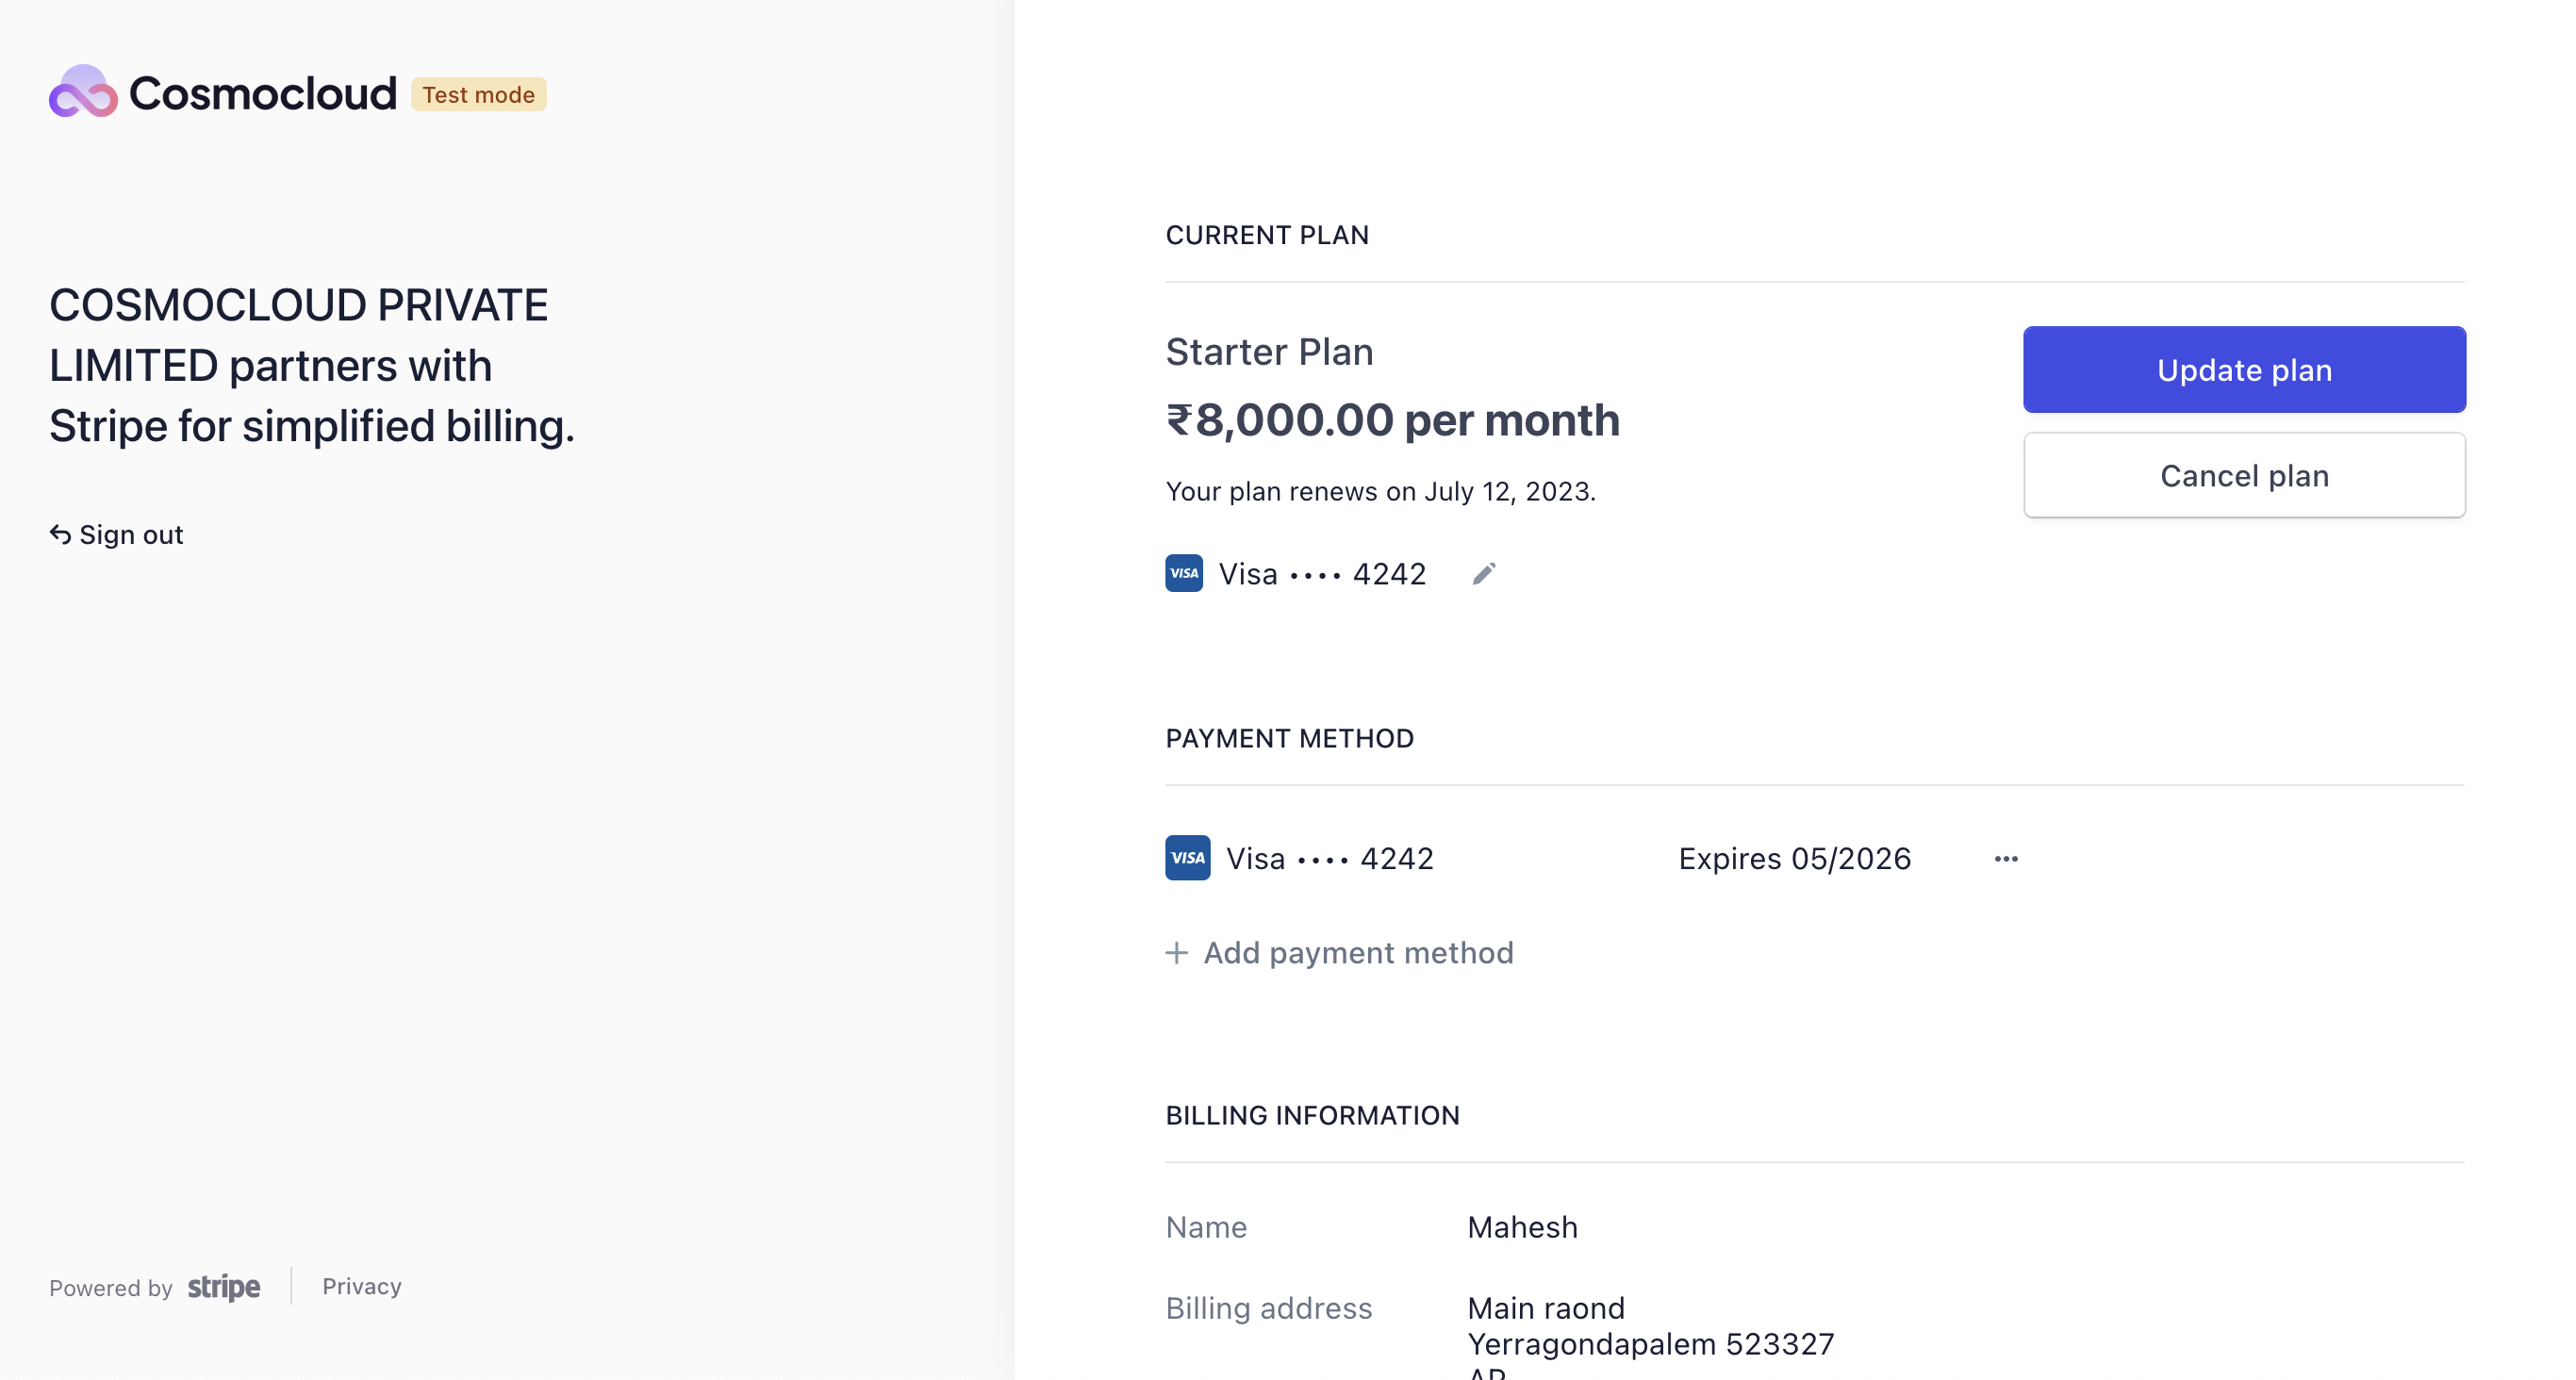 Cosmocloud Test mode
COSMOCLOUD PRIVATE
LIMITED partners with
Stripe for simplified billing.
Sign out
Powered by stripe Privacy
CURRENT PLAN
Starter Plan
₹8,000.00 per month
Your plan renews on July 12, 2023.
VISA Visa •••• 4242
Update plan
Cancel plan
PAYMENT METHOD
VISA Visa •••• 4242 Expires 05/2026 •••
+ Add payment method
BILLING INFORMATION
Name Mahesh
Billing address Main raond
Yerragondapalem 523327
AP